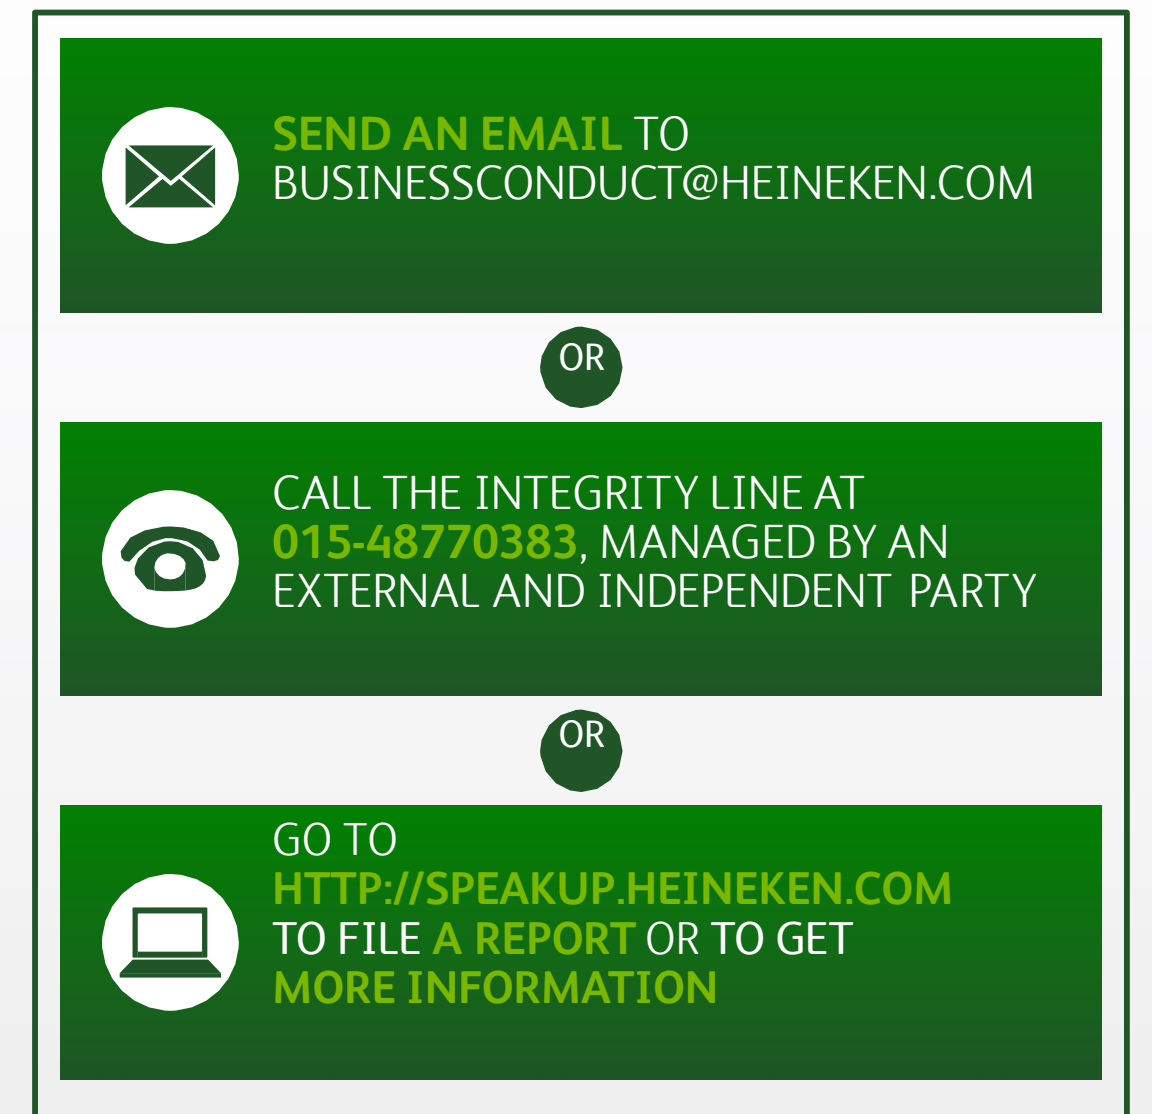 SEND AN EMAIL TO
BUSINESSCONDUCT@HEINEKEN.COM
OR
CALL THE INTEGRITY LINE AT
015-48770383, MANAGED BY AN
EXTERNAL AND INDEPENDENT PARTY
OR
GO TO
HTTP://SPEAKUP.HEINEKEN.COM
TO FILE A REPORT OR TO GET
MORE INFORMATION